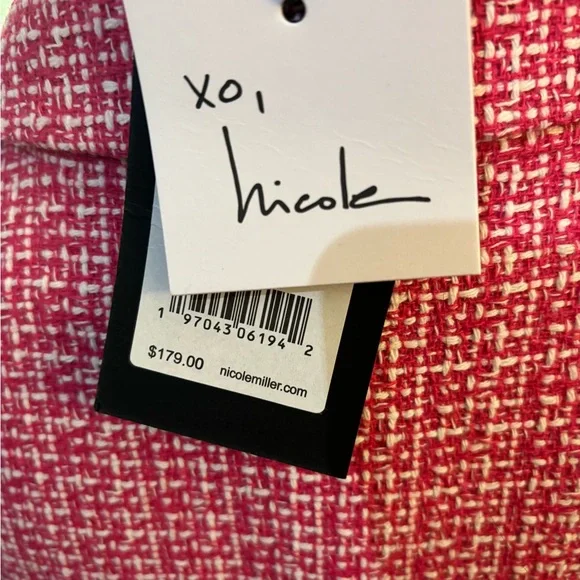 XO,
Nicole
1 97043 06194 2
$179.00 nicolemiller.com